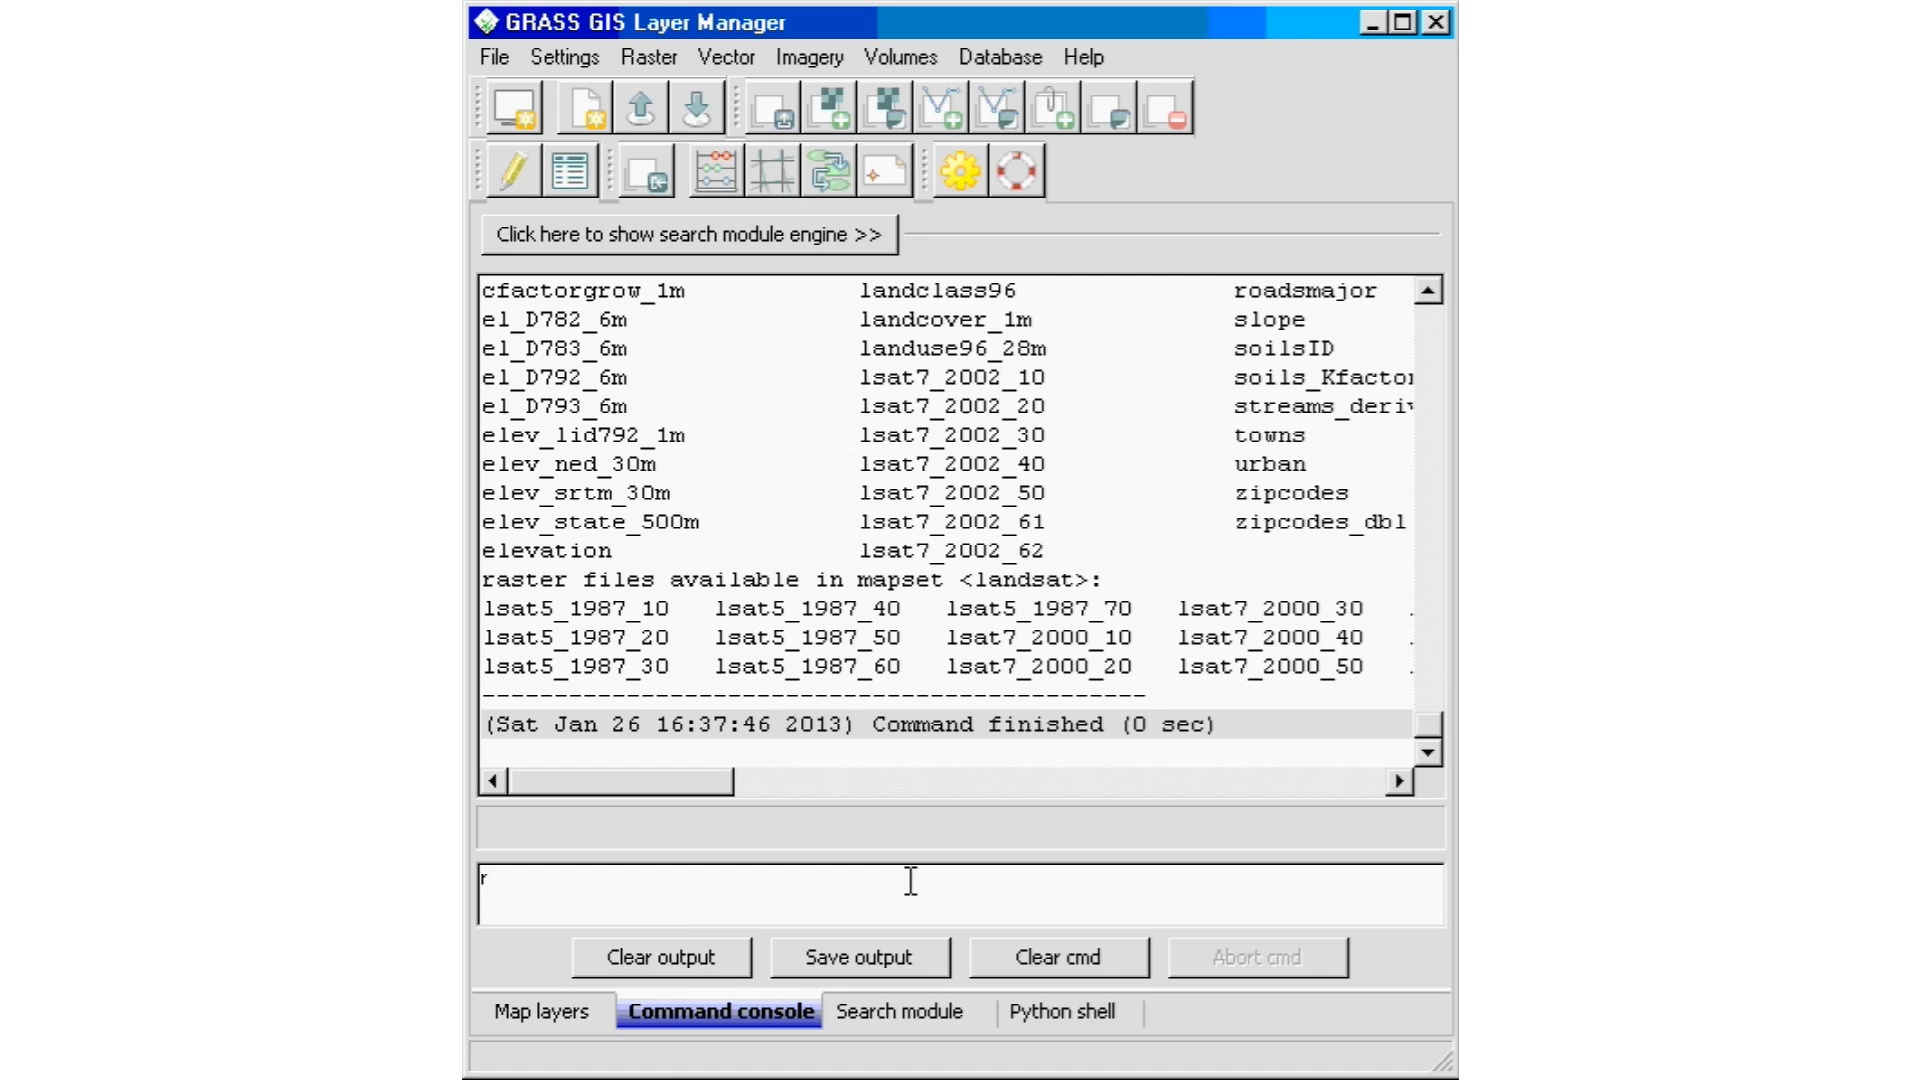 GRASS GIS Layer Manager
File Settings Raster Vector Imagery Volumes Database Help
Click here to show search module engine >>
cfactorgrow_1m landclass96 roadsmajor
el_D782_6m landcover_1m slope
el_D783_6m landuse96_28m soilsID
el_D792_6m lsat7_2002_10 soils_Kfactor
el_D793_6m lsat7_2002_20 streams_deriv
elev_lid792_1m lsat7_2002_30 towns
elev_ned_30m lsat7_2002_40 urban
elev_srtm_30m lsat7_2002_50 zipcodes
elev_state_500m lsat7_2002_61 zipcodes_dbl
elevation lsat7_2002_62
raster files available in mapset <landsat>:
lsat5_1987_10 lsat5_1987_40 lsat5_1987_70 lsat7_2000_30
lsat5_1987_20 lsat5_1987_50 lsat7_2000_10 lsat7_2000_40
lsat5_1987_30 lsat5_1987_60 lsat7_2000_20 lsat7_2000_50
----------------------------------------------
(Sat Jan 26 16:37:46 2013) Command finished (0 sec)
r
Clear output Save output Clear cmd Abort cmd
Map layers Command console Search module Python shell